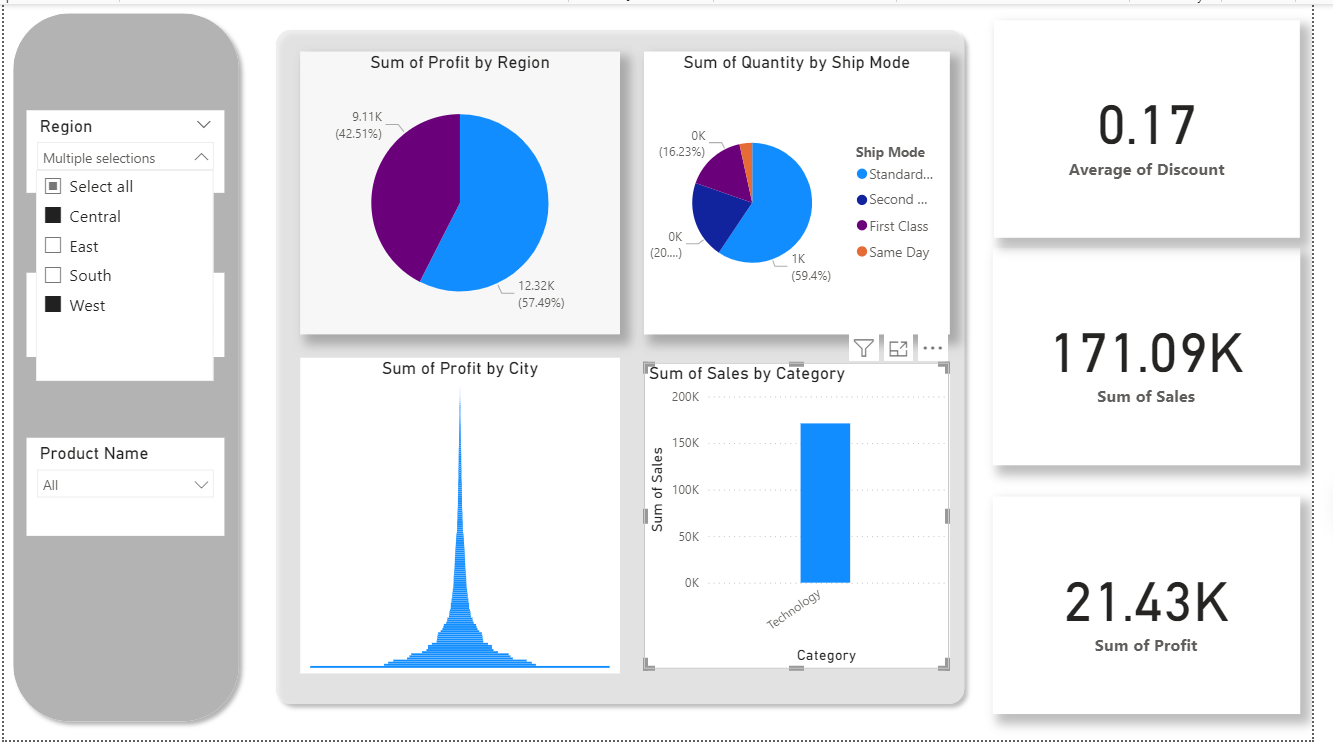 Region
Multiple selections
Select all
Central
East
South
West
Product Name
All
Sum of Profit by Region
9.11K
(42.51%)
12.32K
(57.49%)
Sum of Quantity by Ship Mode
0K
(16.23%)
0K
(20....)
1K
(59.4%)
Ship Mode
Standard...
Second ...
First Class
Same Day
Sum of Profit by City
Sum of Sales by Category
200K
150K
100K
50K
0K
Sum of Sales
Technology
Category
0.17
Average of Discount
171.09K
Sum of Sales
21.43K
Sum of Profit